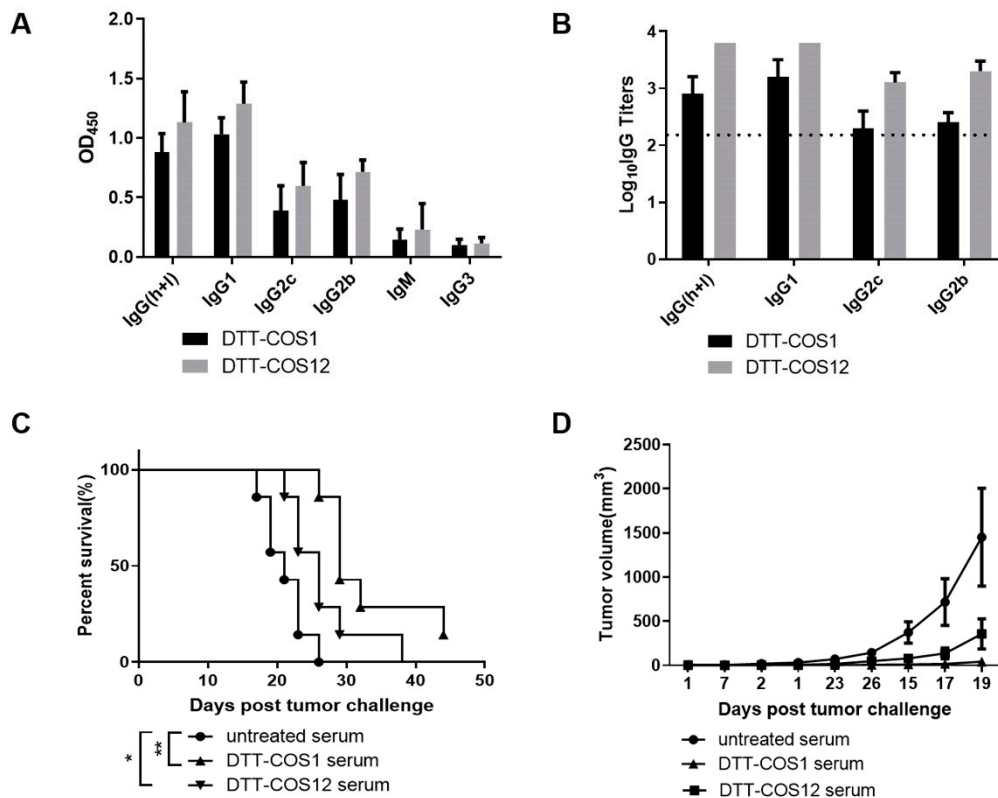 A
OD450
2.0
1.5
1.0
0.5
0.0
IgG(h+l)
IgG1
IgG2c
IgG2b
IgM
IgG3
DTT-COS1
DTT-COS12
B
Log10IgG Titers
4
3
2
1
0
IgG(h+l)
IgG1
IgG2c
IgG2b
DTT-COS1
DTT-COS12
C
Percent survival(%)
100
50
0
0 10 20 30 40 50
Days post tumor challenge
* ** untreated serum
DTT-COS1 serum
DTT-COS12 serum
D
Tumor volume(mm3)
2500
2000
1500
1000
500
0
1 7 2 1 23 26 15 17 19
Days post tumor challenge
untreated serum
DTT-COS1 serum
DTT-COS12 serum